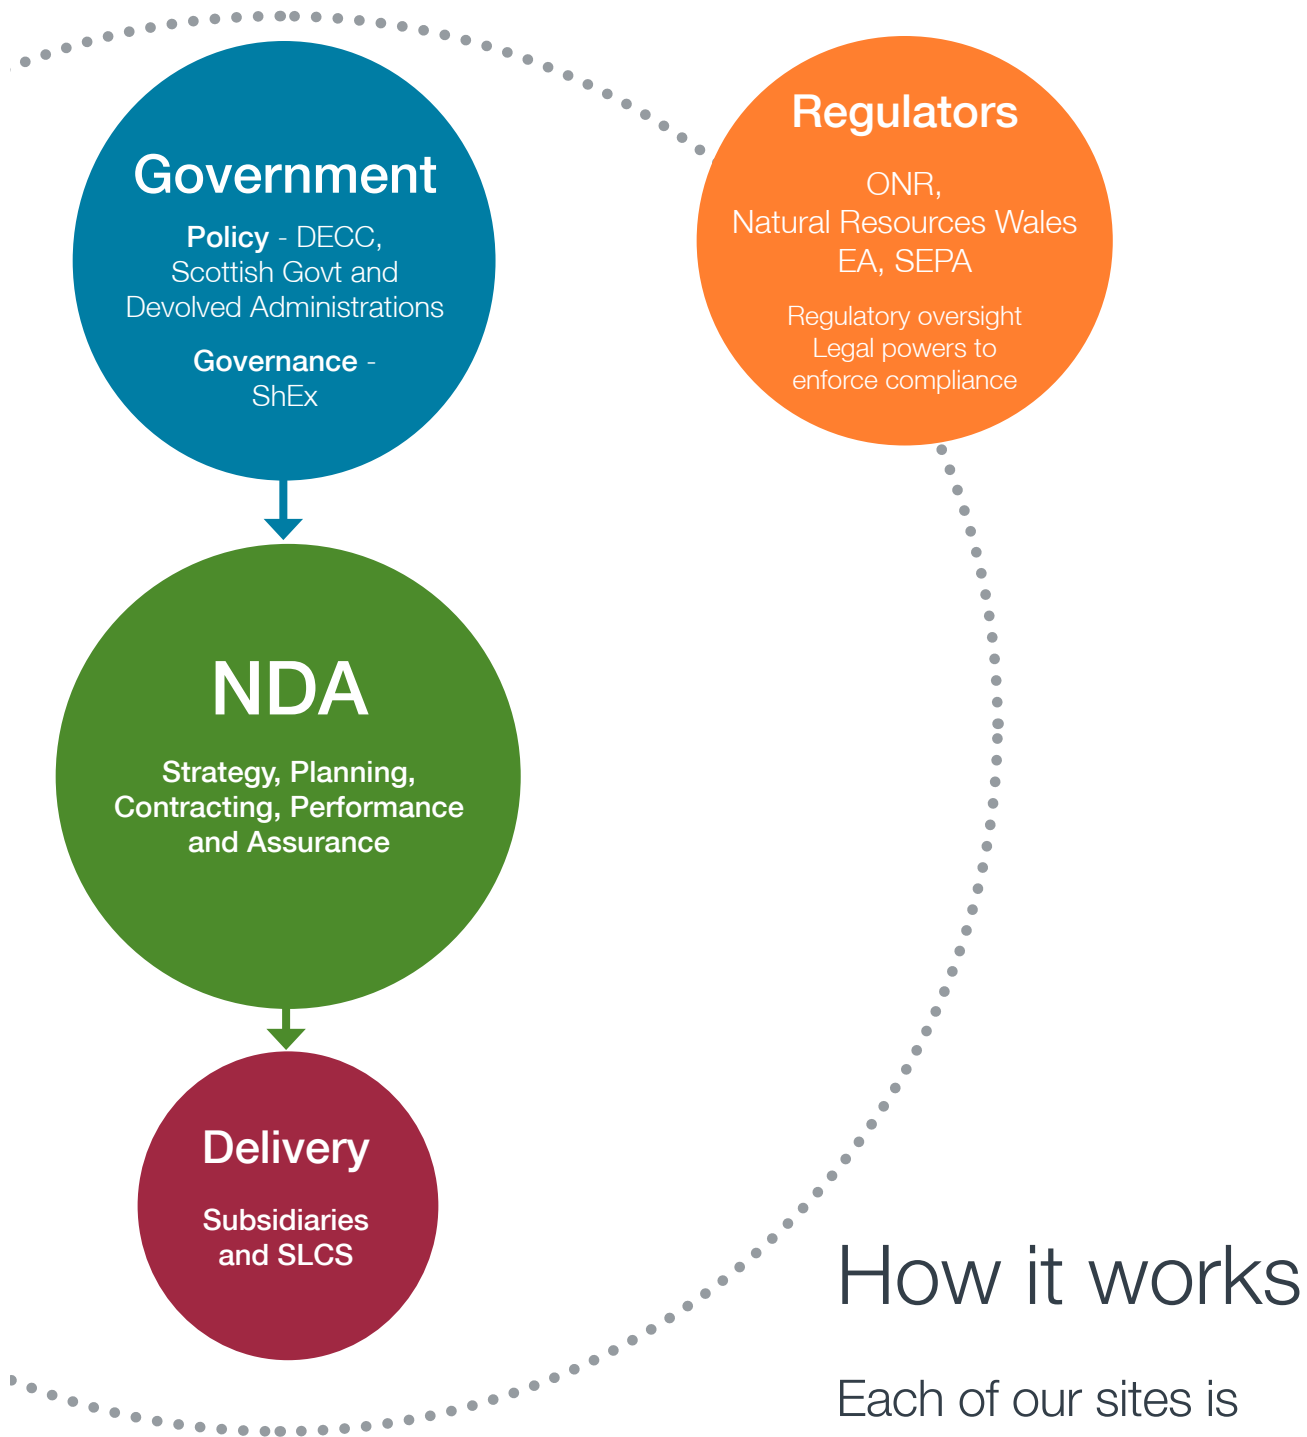 Government
Policy - DECC,
Scottish Govt and
Devolved Administrations
Governance -
ShEx
Regulators
ONR,
Natural Resources Wales
EA, SEPA
Regulatory oversight
Legal powers to
enforce compliance
NDA
Strategy, Planning,
Contracting, Performance
and Assurance
Delivery
Subsidiaries
and SLCS
How it works
Each of our sites is